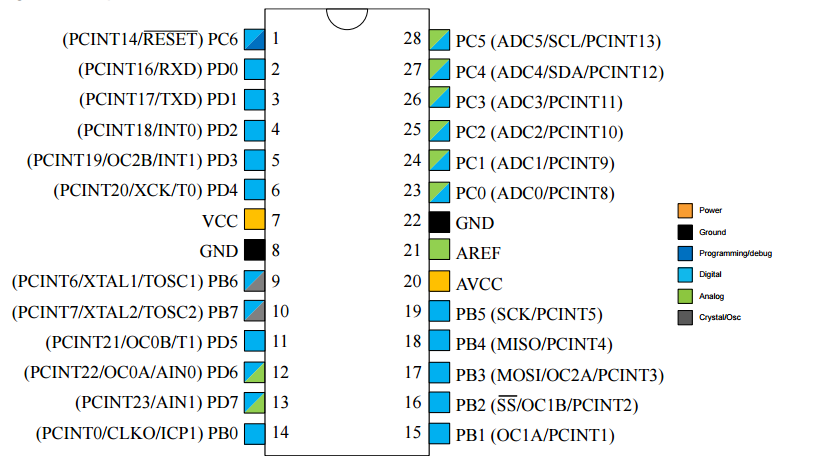 (PCINT14/RESET) PC6 1
(PCINT16/RXD) PD0 2
(PCINT17/TXD) PD1 3
(PCINT18/INT0) PD2 4
(PCINT19/OC2B/INT1) PD3 5
(PCINT20/XCK/T0) PD4 6
VCC 7
GND 8
(PCINT6/XTAL1/TOSC1) PB6 9
(PCINT7/XTAL2/TOSC2) PB7 10
(PCINT21/OC0B/T1) PD5 11
(PCINT22/OC0A/AIN0) PD6 12
(PCINT23/AIN1) PD7 13
(PCINT0/CLKO/ICP1) PB0 14
28 PC5 (ADC5/SCL/PCINT13)
27 PC4 (ADC4/SDA/PCINT12)
26 PC3 (ADC3/PCINT11)
25 PC2 (ADC2/PCINT10)
24 PC1 (ADC1/PCINT9)
23 PC0 (ADC0/PCINT8)
22 GND
21 AREF
20 AVCC
19 PB5 (SCK/PCINT5)
18 PB4 (MISO/PCINT4)
17 PB3 (MOSI/OC2A/PCINT3)
16 PB2 (SS/OC1B/PCINT2)
15 PB1 (OC1A/PCINT1)
Power
Ground
Programming/debug
Digital
Analog
Crystal/Osc